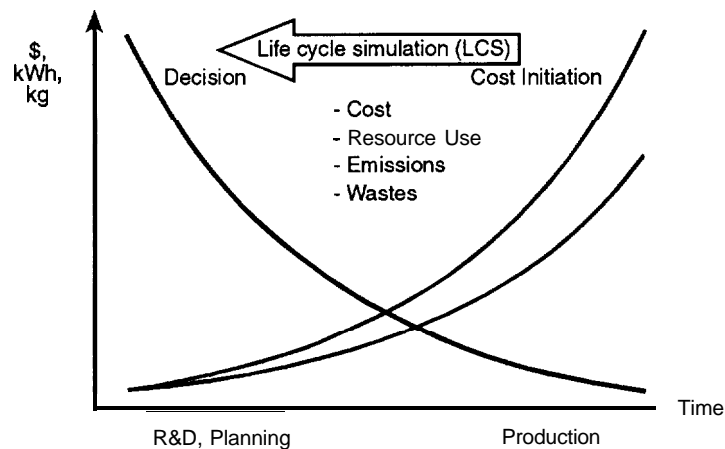 $,
kWh,
kg
Life cycle simulation (LCS)
Decision
Cost Initiation
- Cost
- Resource Use
- Emissions
- Wastes
Time
R&D, Planning
Production